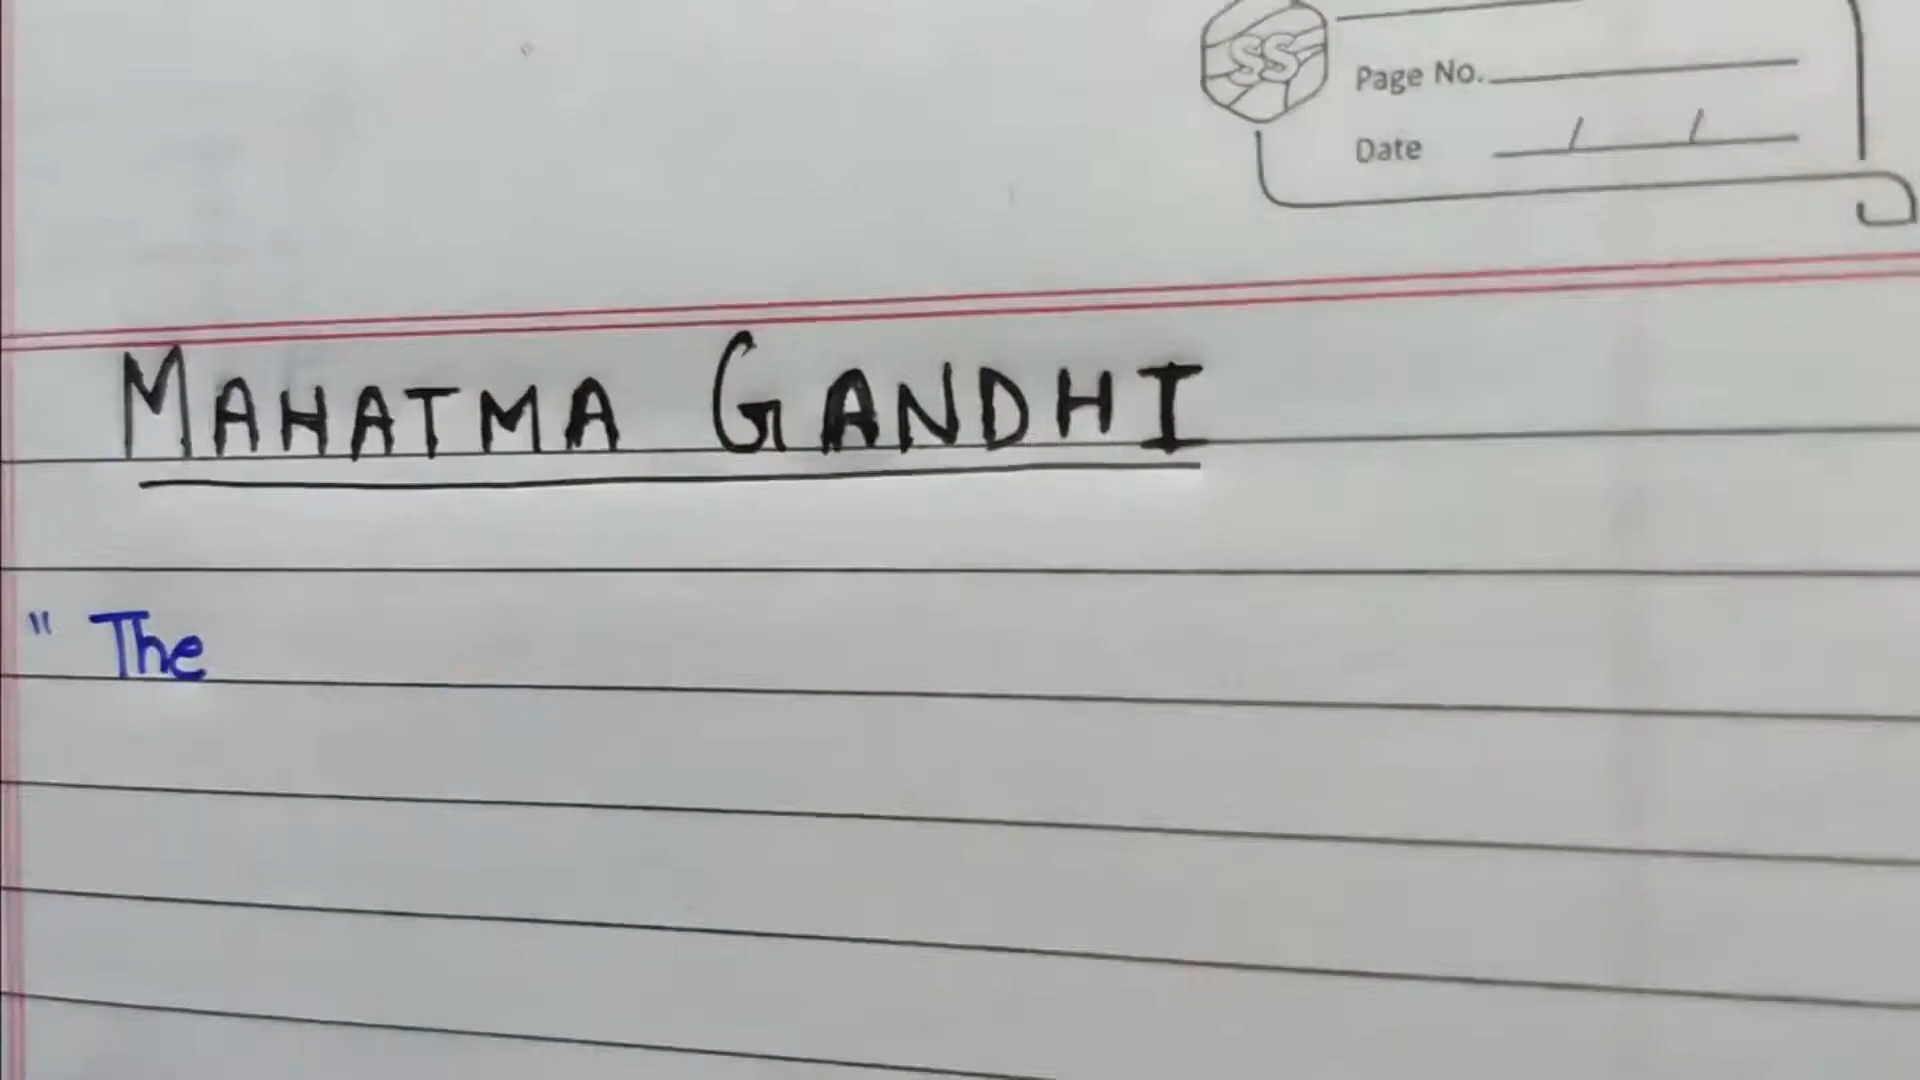 SS
Page No.
Date / /
MAHATMA GANDHI
" The